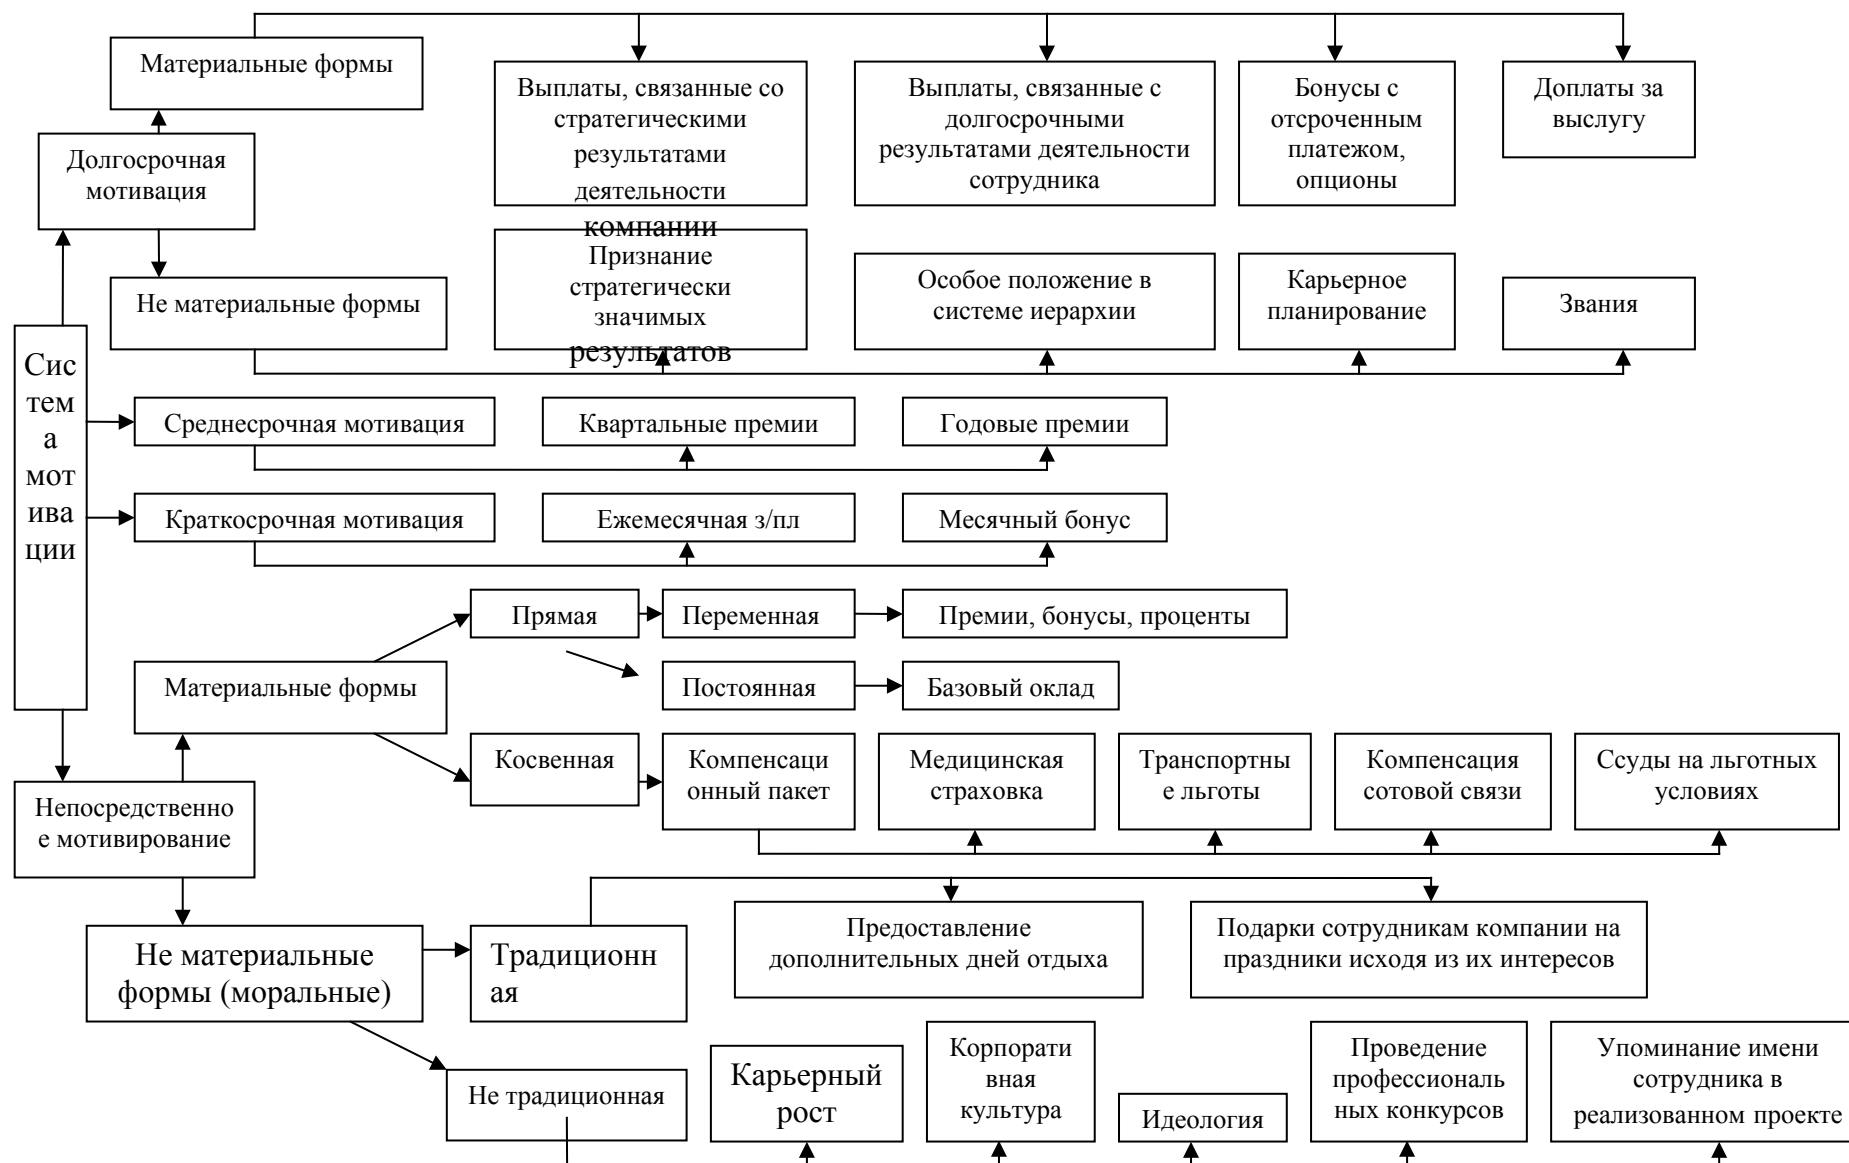 Материальные формы
Выплаты, связанные со
стратегическими
результатами
деятельности
компании
Выплаты, связанные с
долгосрочными
результатами деятельности
сотрудника
Бонусы с
отсроченным
платежом,
опционы
Доплаты за
выслугу
Долгосрочная
мотивация
Не материальные формы
Признание
стратегически
значимых
результатов
Особое положение в
системе иерархии
Карьерное
планирование
Звания
Сис
тем
а
мот
ива
ции
Среднесрочная мотивация
Квартальные премии
Годовые премии
Краткосрочная мотивация
Ежемесячная з/пл
Месячный бонус
Прямая
Переменная
Премии, бонусы, проценты
Материальные формы
Постоянная
Базовый оклад
Косвенная
Компенсаци
онный пакет
Медицинская
страховка
Транспортны
е льготы
Компенсация
сотовой связи
Ссуды на льготных
условиях
Непосредственно
е мотивирование
Не материальные
формы (моральные)
Традиционн
ая
Предоставление
дополнительных дней отдыха
Подарки сотрудникам компании на
праздники исходя из их интересов
Не традиционная
Карьерный
рост
Корпорати
вная
культура
Идеология
Проведение
профессиональ
ных конкурсов
Упоминание имени
сотрудника в
реализованном проекте